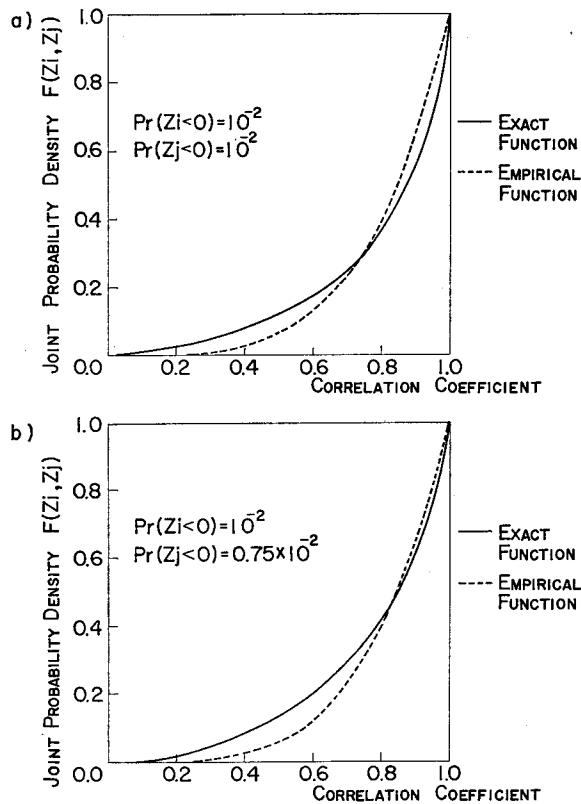 a)
JOINT PROBABILITY DENSITY F(Zi,Zj)
1.0
0.8
0.6
0.4
0.2
0.0
Pr(Zi<0)=10⁻²
Pr(Zj<0)=10⁻²
EXACT
FUNCTION
EMPIRICAL
FUNCTION
0.2 0.4 0.6 0.8 1.0
CORRELATION COEFFICIENT
b)
JOINT PROBABILITY DENSITY F(Zi,Zj)
1.0
0.8
0.6
0.4
0.2
0.0
Pr(Zi<0)=10⁻²
Pr(Zj<0)=0.75×10⁻²
EXACT
FUNCTION
EMPIRICAL
FUNCTION
0.2 0.4 0.6 0.8 1.0
CORRELATION COEFFICIENT